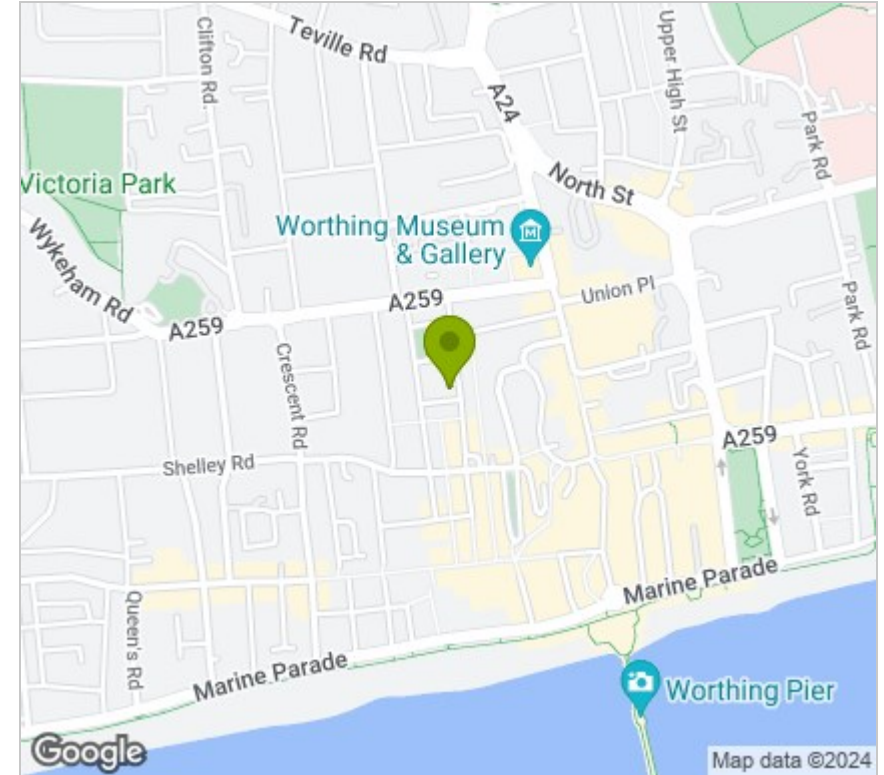 Teville Rd
Clifton Rd.
Upper High St
A24
Park Rd
Victoria Park
North St
Worthing Museum
& Gallery
Wykeham Rd
A259
Union Pl
A259
Park Rd
Crescent Rd
A259
Shelley Rd
York Rd
Queen's Rd
Marine Parade
Marine Parade
Worthing Pier
Google
Map data ©2024